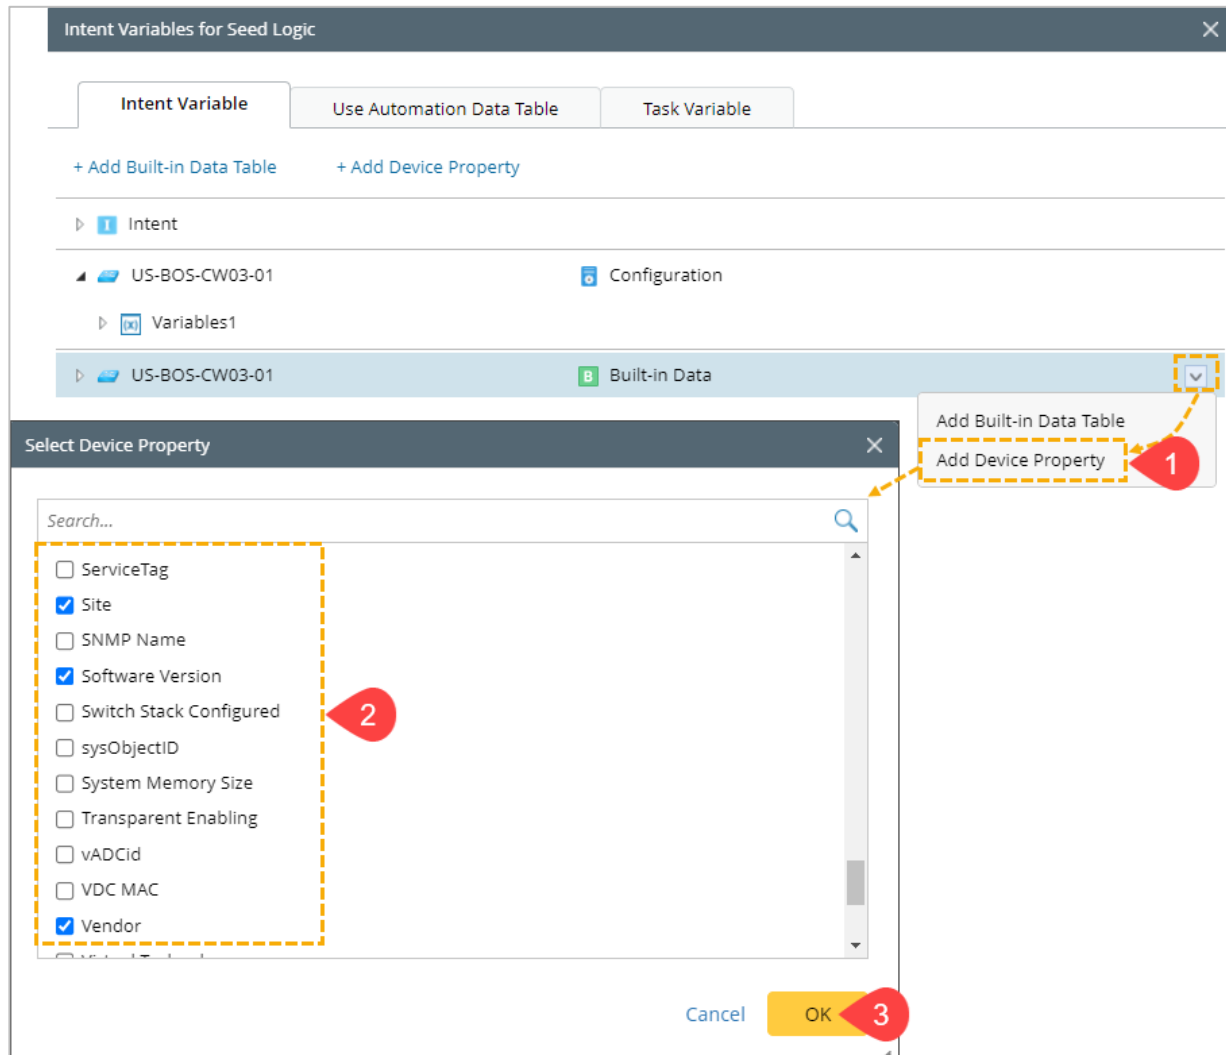 Intent Variables for Seed Logic
Intent Variable
Use Automation Data Table
Task Variable
+ Add Built-in Data Table
+ Add Device Property
I Intent
US-BOS-CW03-01
Configuration
(x) Variables1
US-BOS-CW03-01
B Built-in Data
Add Built-in Data Table
Add Device Property
1
Select Device Property
Search...
ServiceTag
Site
SNMP Name
Software Version
Switch Stack Configured
2
sysObjectID
System Memory Size
Transparent Enabling
vADCid
VDC MAC
Vendor
Cancel
OK
3